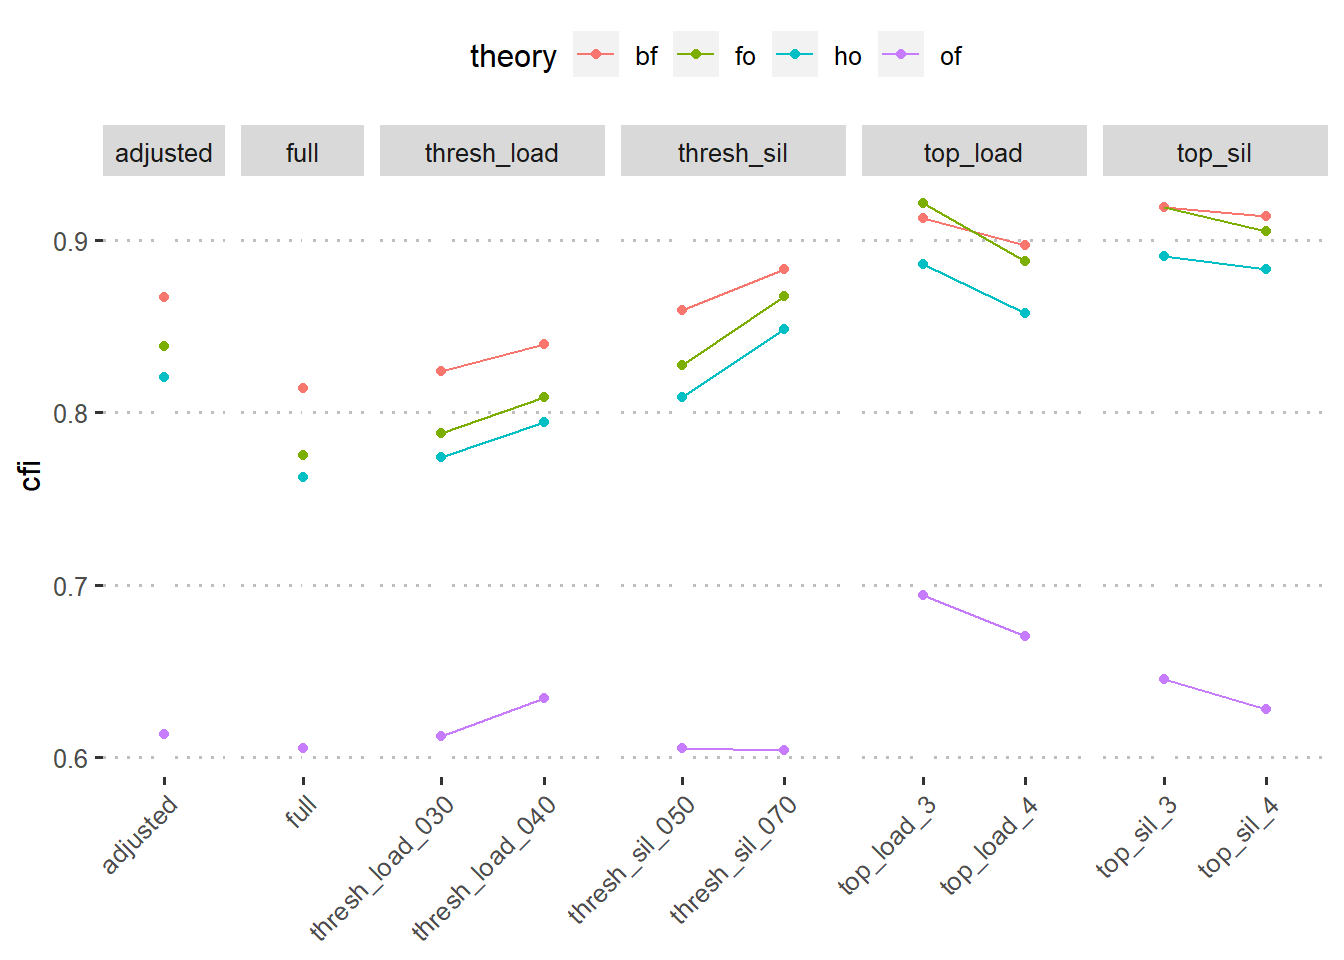 theory bf fo ho of
adjusted full thresh_load thresh_sil top_load top_sil
0.9
0.8
0.7
0.6
cfi
adjusted full thresh_load_030 thresh_load_040 thresh_sil_050 thresh_sil_070 top_load_3 top_load_4 top_sil_3 top_sil_4